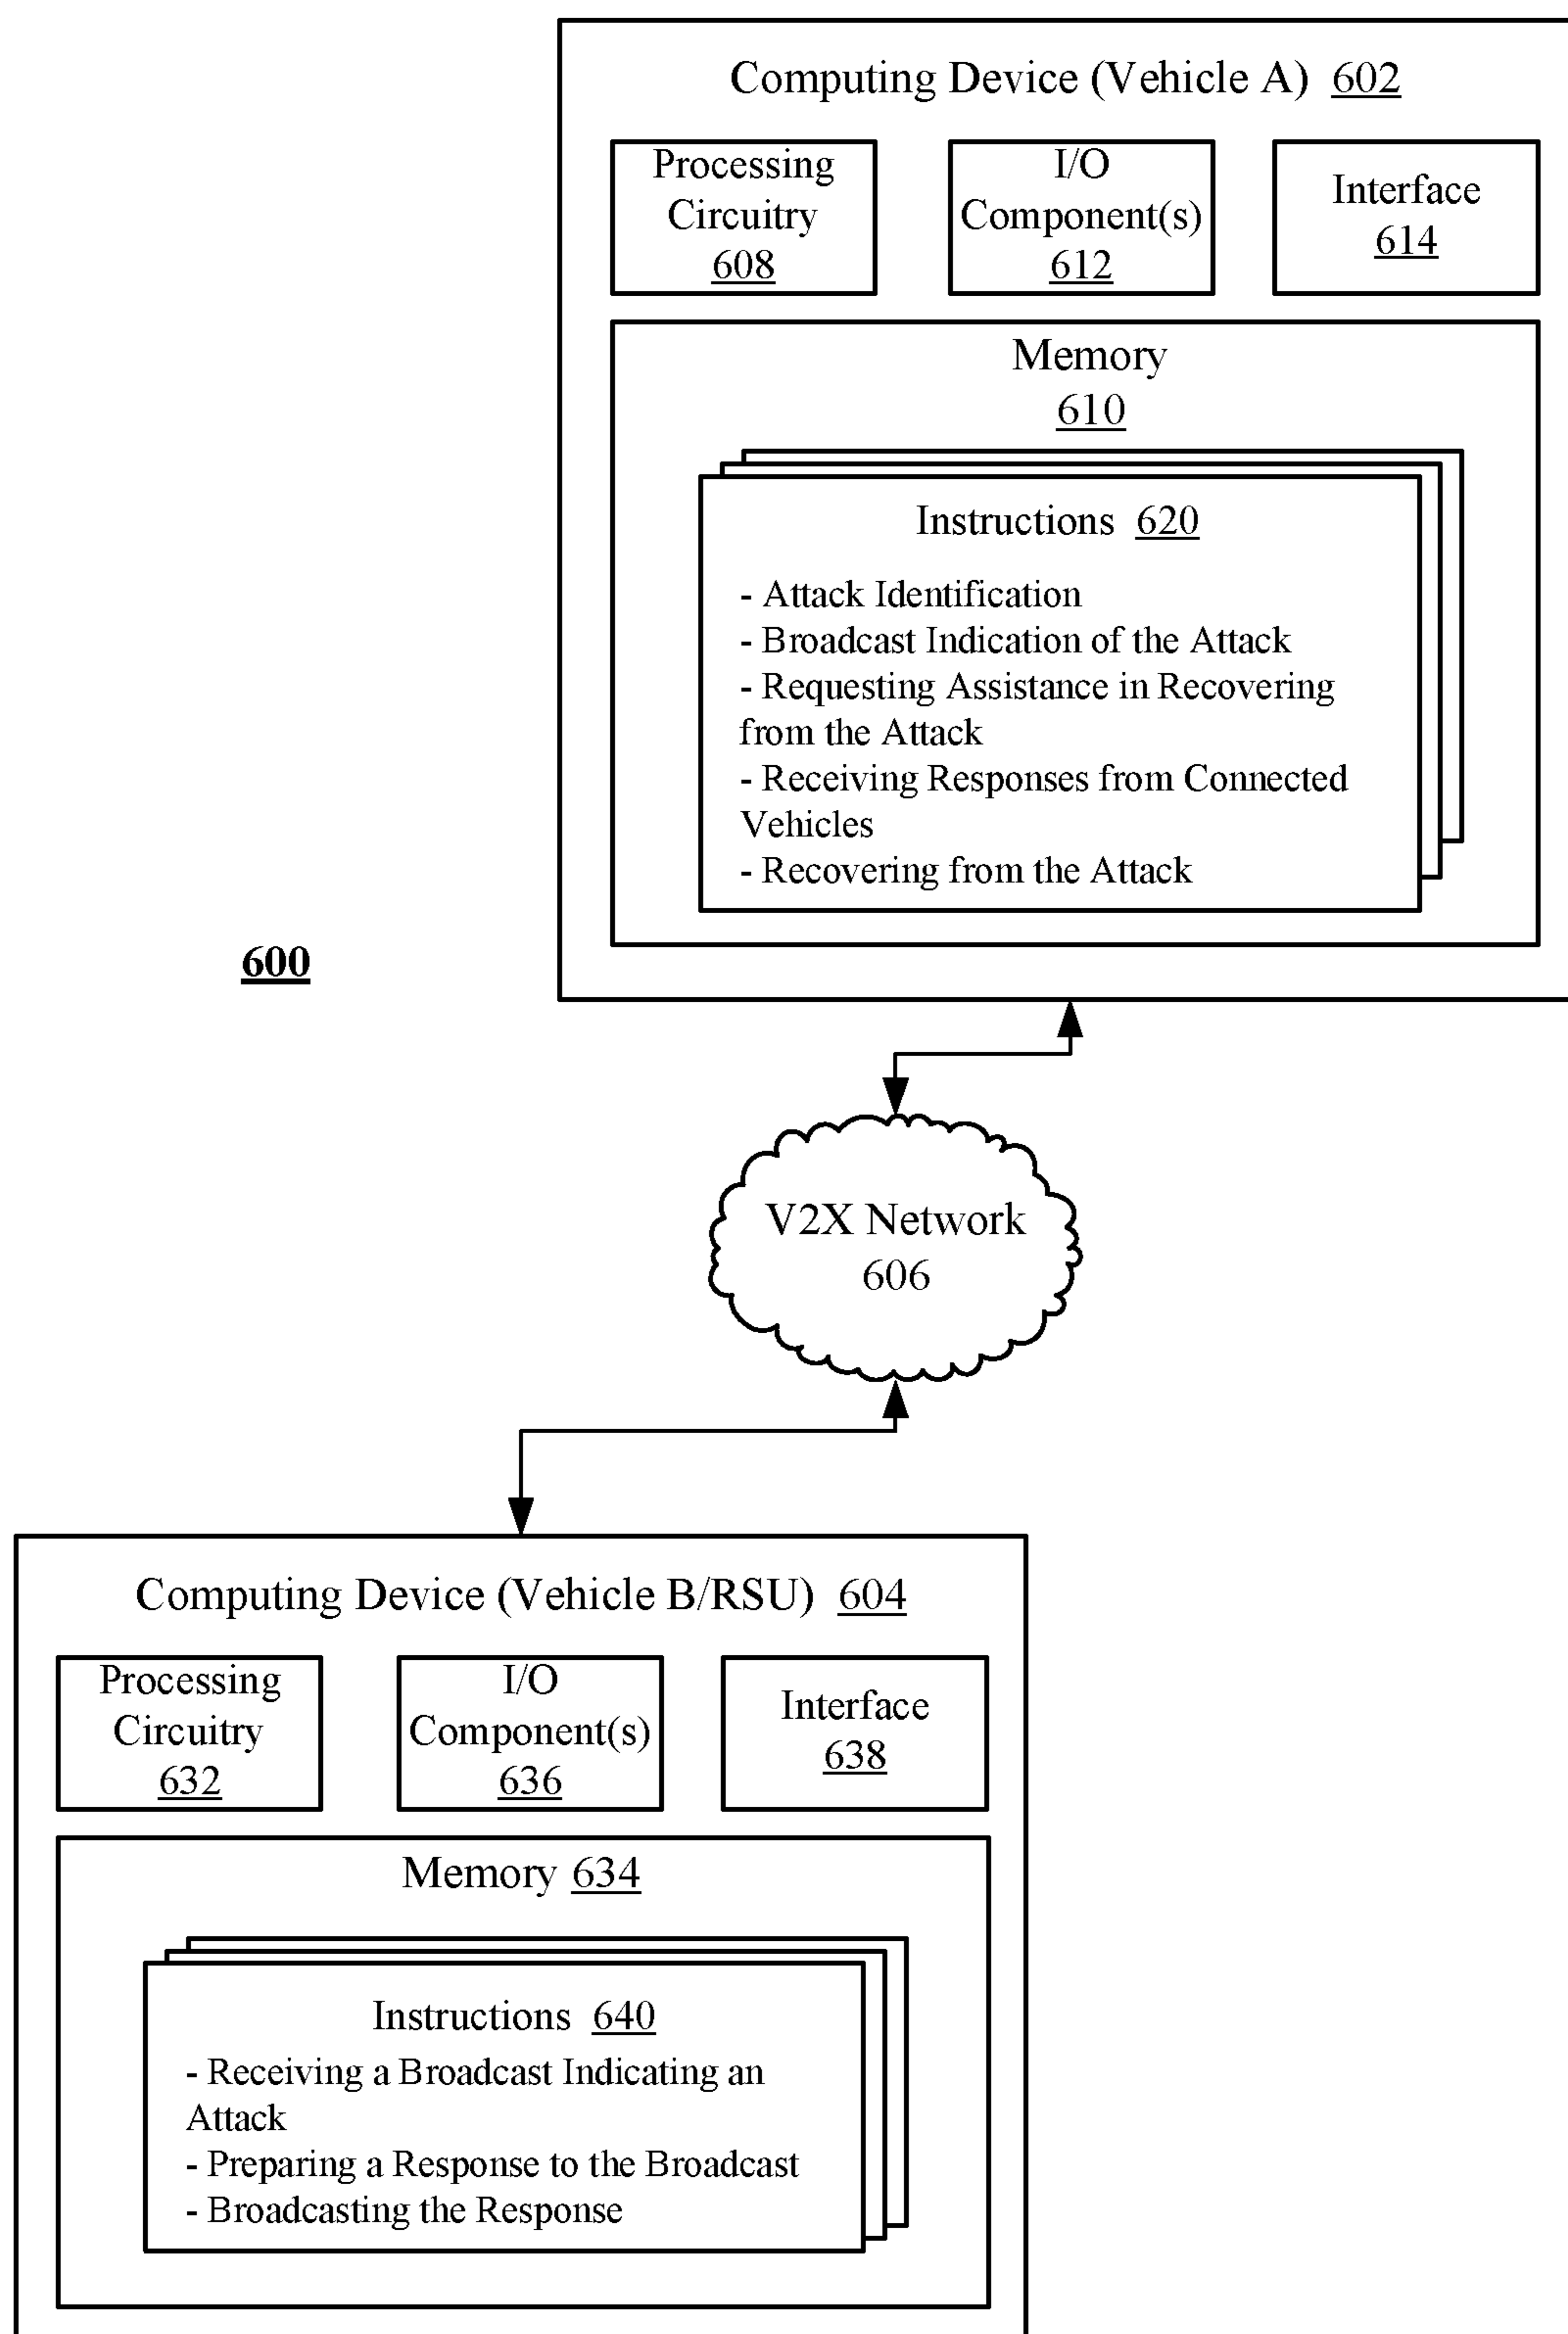 Computing Device (Vehicle A) 602
Processing
Circuitry
608
I/O
Component(s)
612
Interface
614
Memory
610
Instructions 620
- Attack Identification
- Broadcast Indication of the Attack
- Requesting Assistance in Recovering
from the Attack
- Receiving Responses from Connected
Vehicles
- Recovering from the Attack
600
V2X Network
606
Computing Device (Vehicle B/RSU) 604
Processing
Circuitry
632
I/O
Component(s)
636
Interface
638
Memory 634
Instructions 640
- Receiving a Broadcast Indicating an
Attack
- Preparing a Response to the Broadcast
- Broadcasting the Response